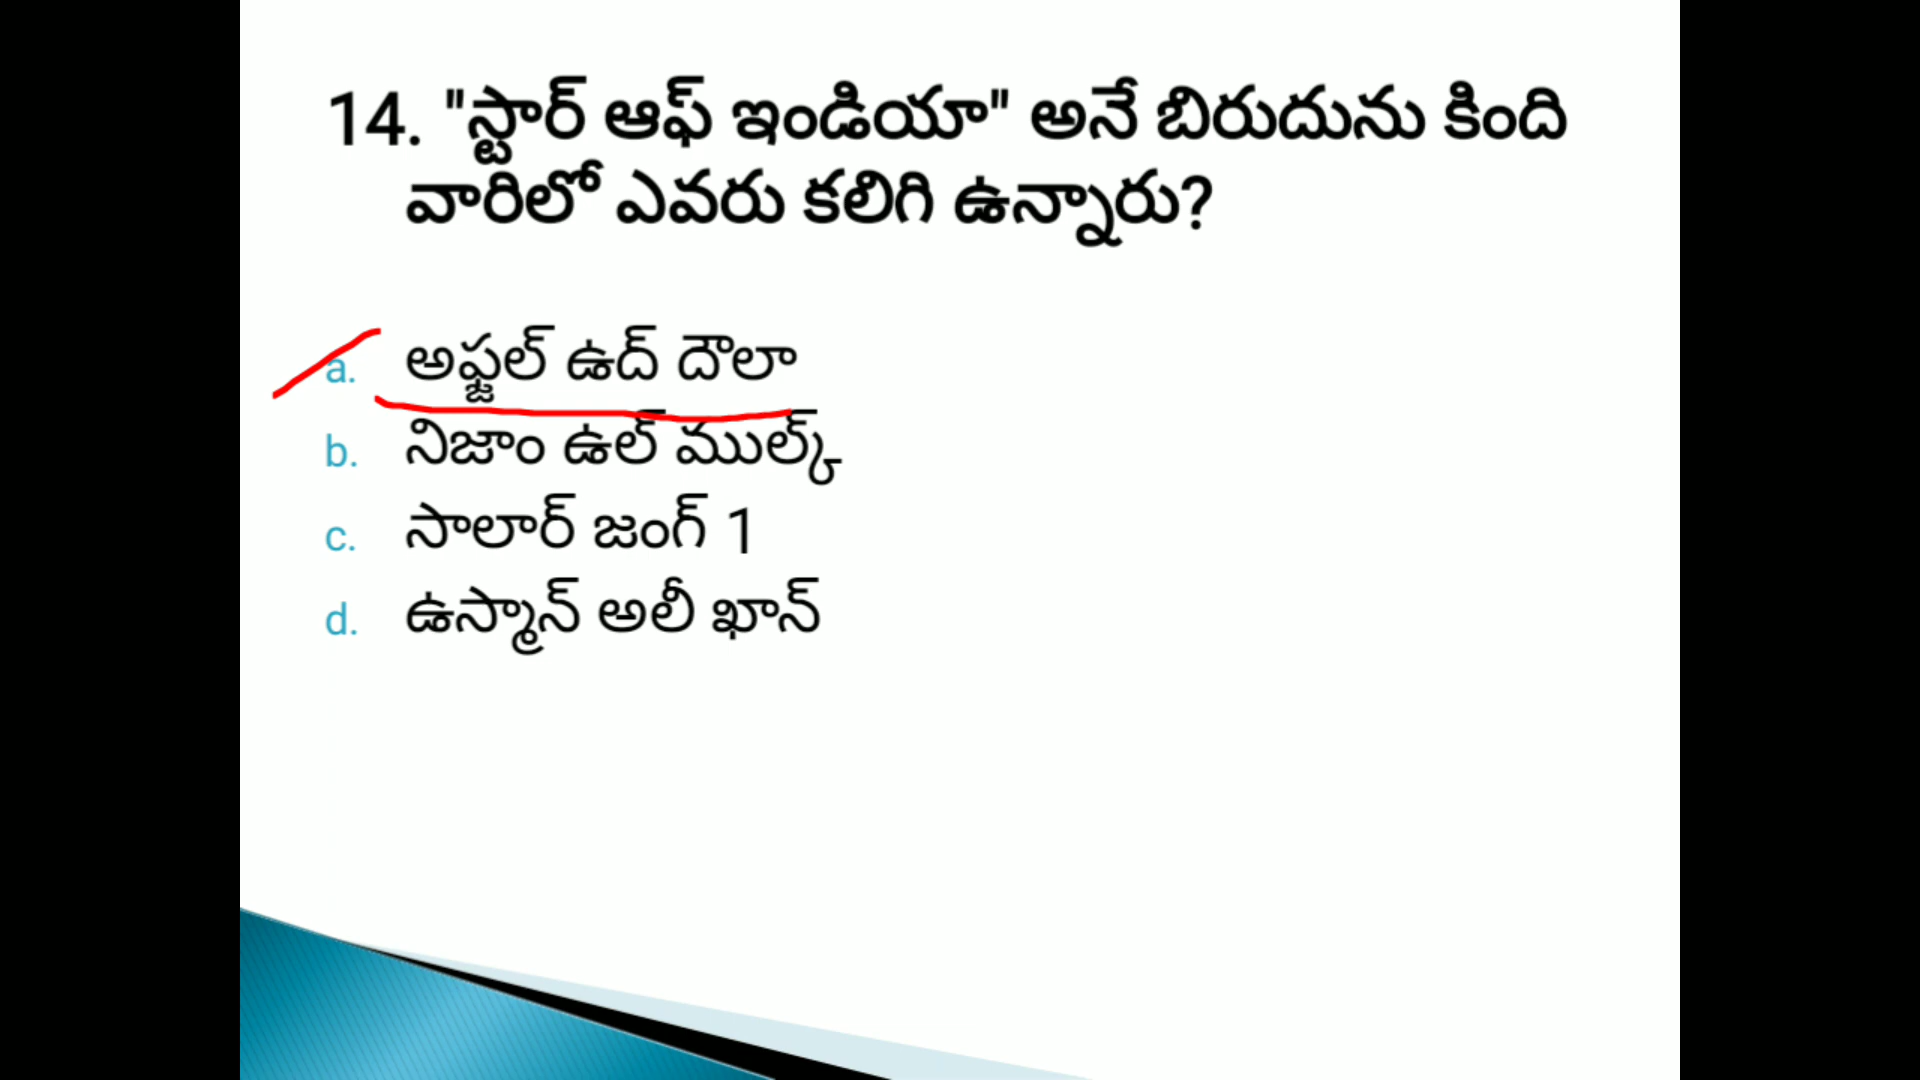 14. "స్టార్ ఆఫ్ ఇండియా" అనే బిరుదును కింది
వారిలో ఎవరు కలిగి ఉన్నారు?
a. అఫ్జల్ ఉద్ దౌలా
b. నిజాం ఉల్ ముల్క్
c. సాలార్ జంగ్ 1
d. ఉస్మాన్ అలీ ఖాన్